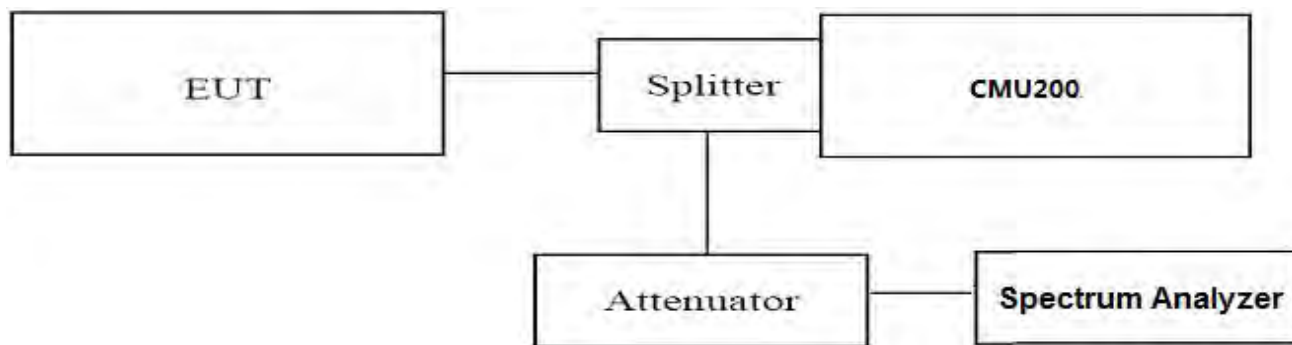 EUT
Splitter
CMU200
Attenuator
Spectrum Analyzer